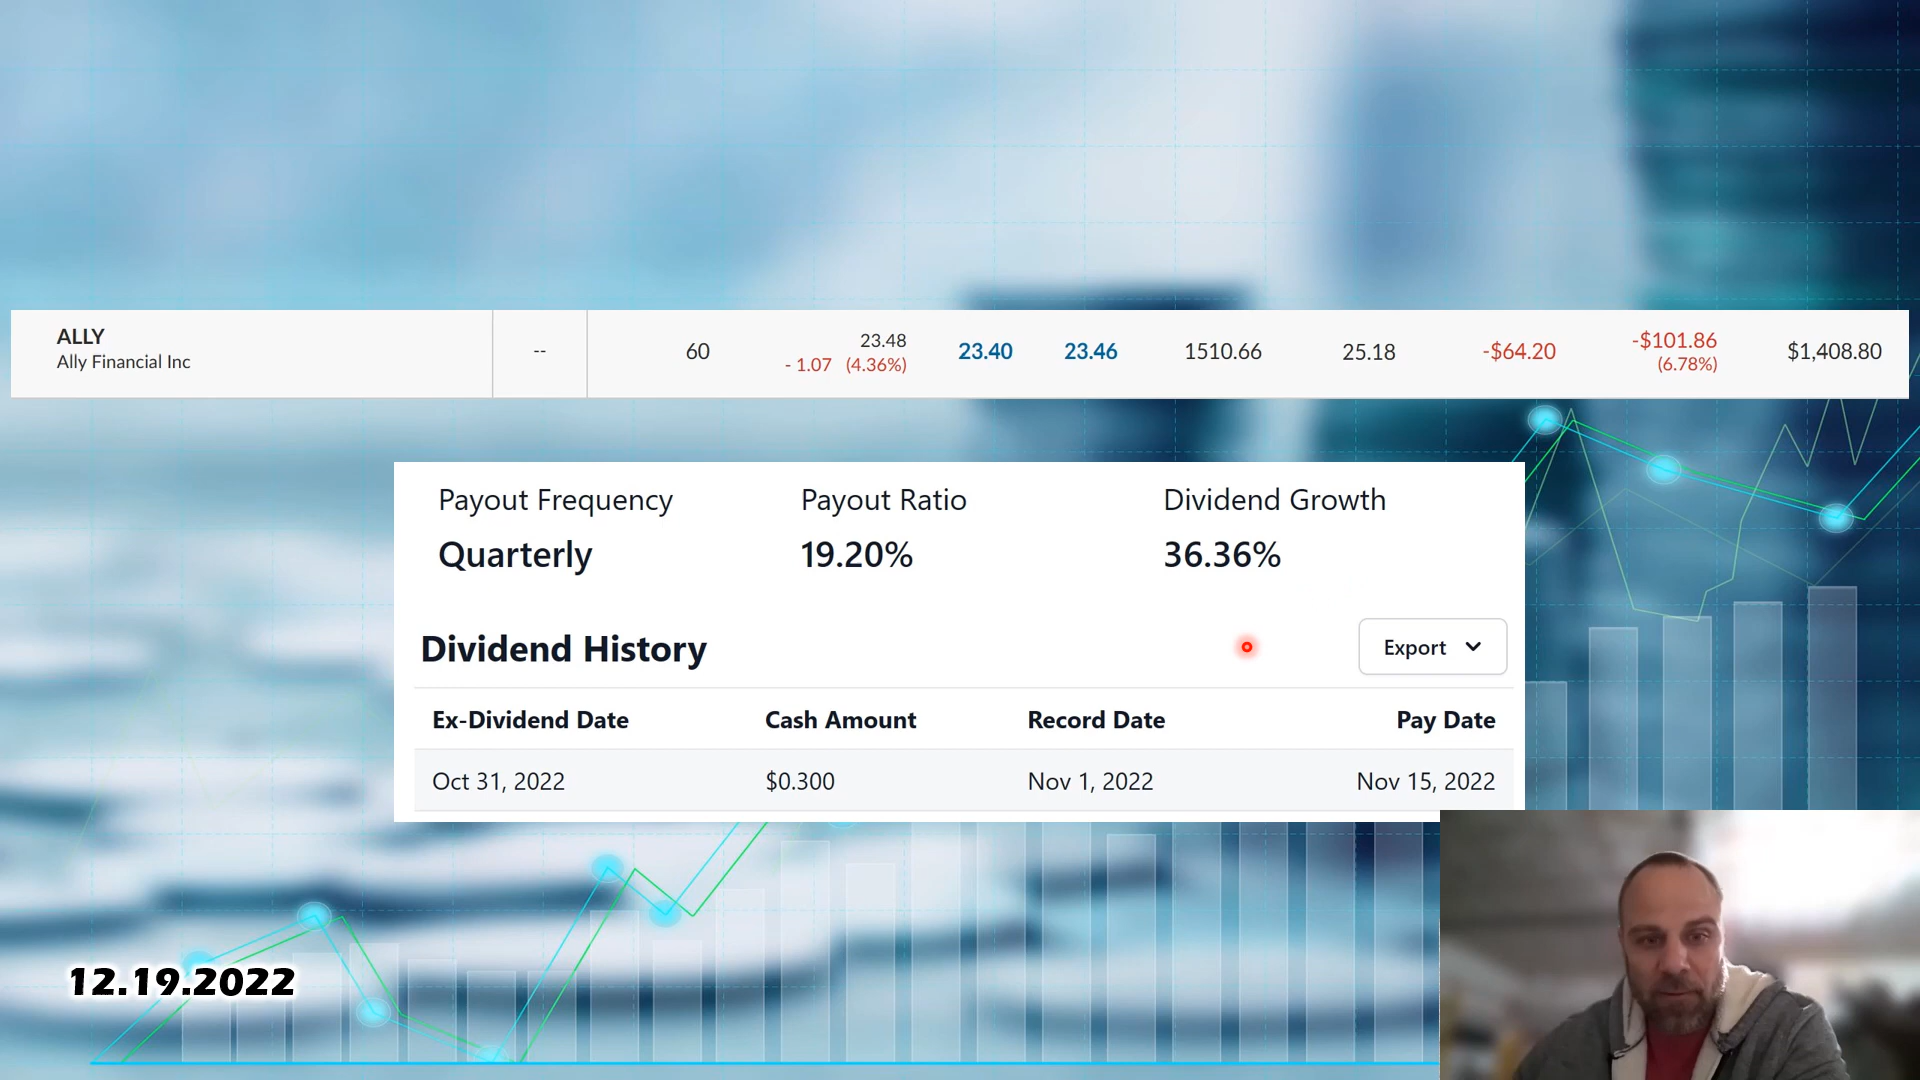 ALLY
Ally Financial Inc
--
60
23.48
- 1.07 (4.36%)
23.40
23.46
1510.66
25.18
-$64.20
-$101.86
(6.78%)
$1,408.80
Payout Frequency Payout Ratio Dividend Growth
Quarterly 19.20% 36.36%
Dividend History Export
Ex-Dividend Date Cash Amount Record Date Pay Date
Oct 31, 2022 $0.300 Nov 1, 2022 Nov 15, 2022
12.19.2022